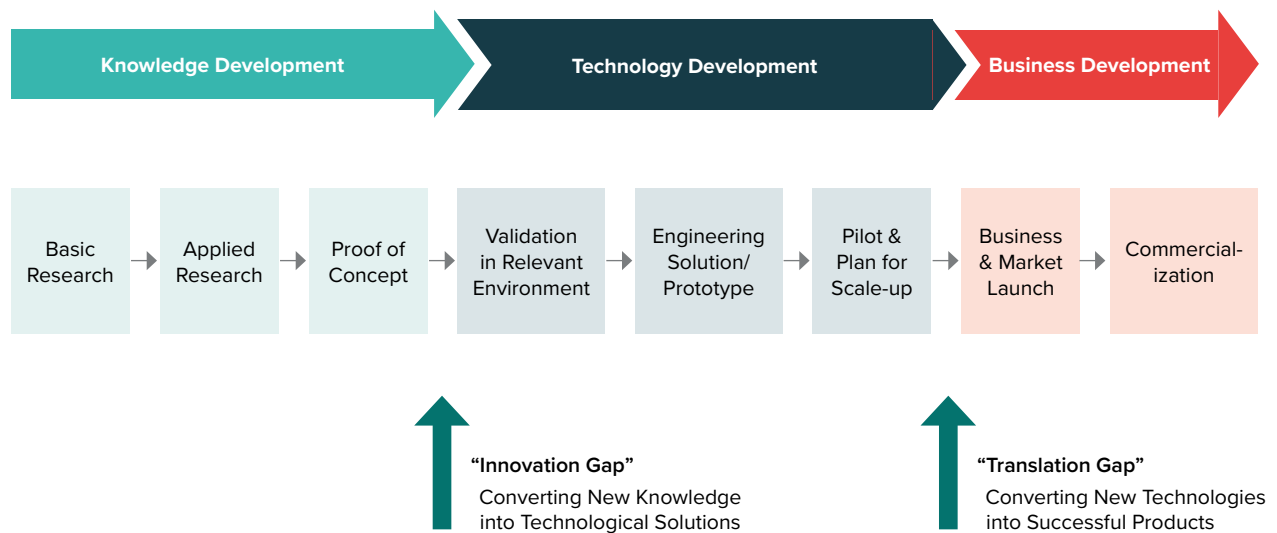 Knowledge Development
Technology Development
Business Development
Basic
Research
Applied
Research
Proof of
Concept
Validation
in Relevant
Environment
Engineering
Solution/
Prototype
Pilot &
Plan for
Scale-up
Business
& Market
Launch
Commercial-
ization
“Innovation Gap”
Converting New Knowledge
into Technological Solutions
“Translation Gap”
Converting New Technologies
into Successful Products